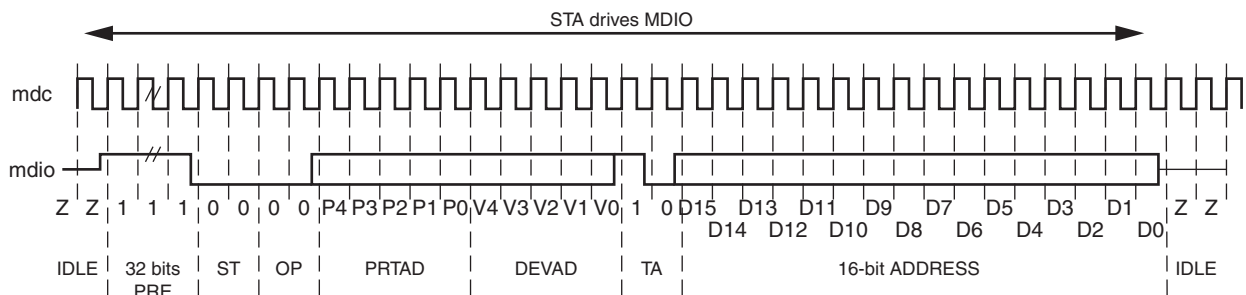 STA drives MDIO
mdc
mdio
Z Z 1 1 1 0 0 0 0 P4 P3 P2 P1 P0 V4 V3 V2 V1 V0 1 0 D15 D13 D11 D9 D7 D5 D3 D1 Z Z
D14 D12 D10 D8 D6 D4 D2 D0
IDLE 32 bits ST OP PRTAD DEVAD TA 16-bit ADDRESS IDLE
PRE